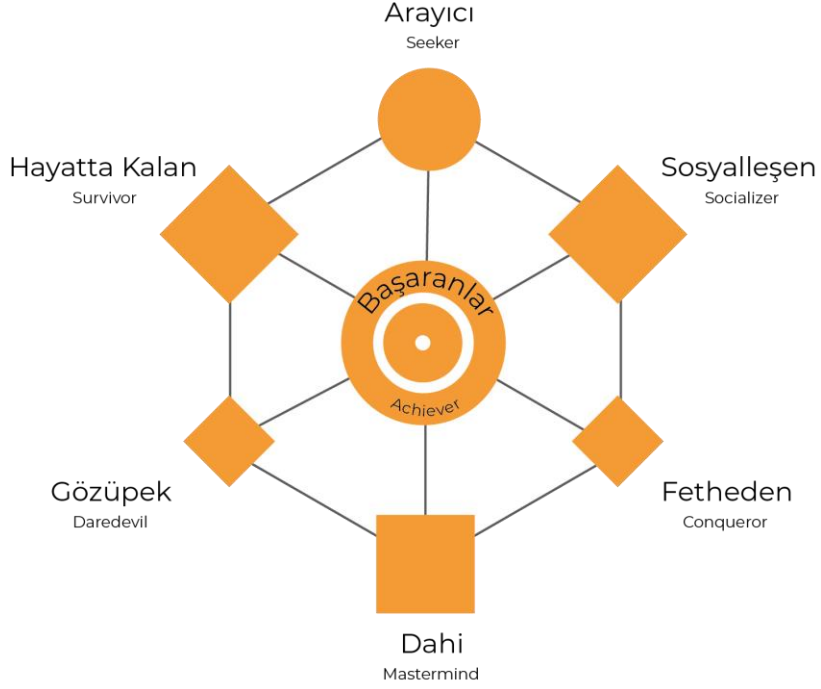 Arayıcı
Seeker
Hayatta Kalan
Survivor
Sosyalleşen
Socializer
Başaranlar
Achiever
Gözüpek
Daredevil
Fetheden
Conqueror
Dahi
Mastermind